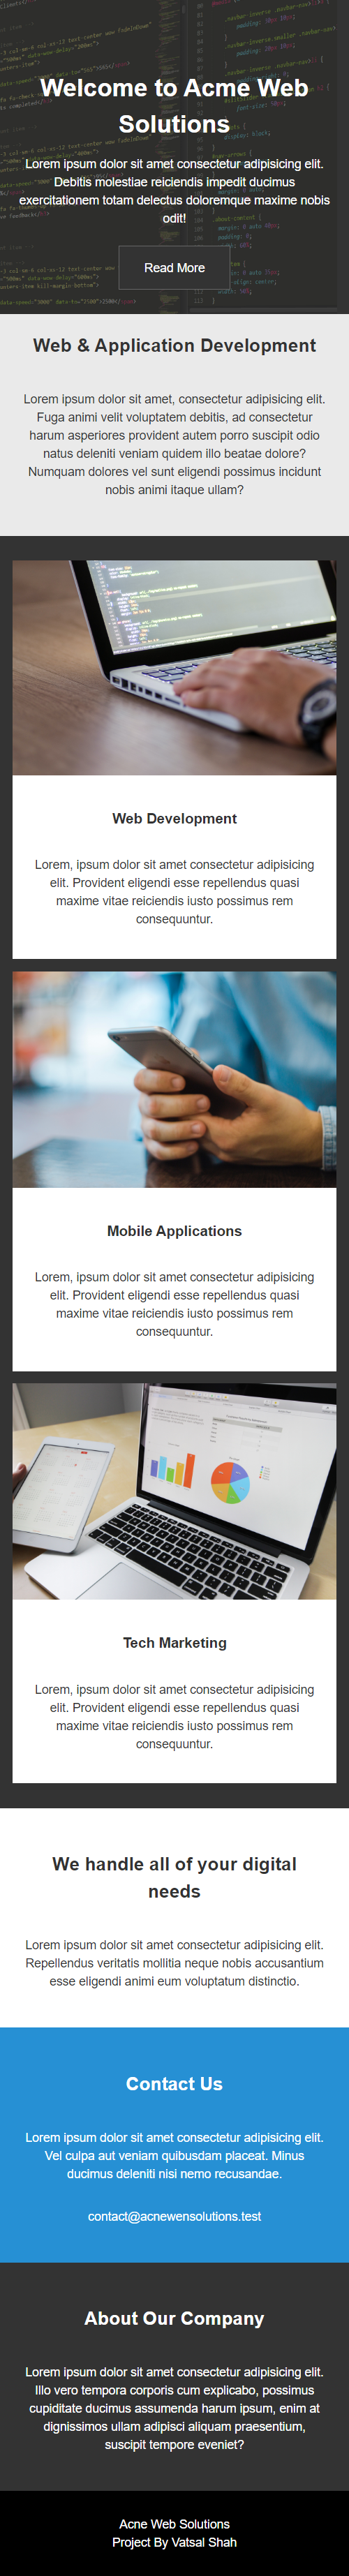 Welcome to Acme Web
Solutions
Lorem ipsum dolor sit amet consectetur adipisicing elit.
Debitis molestiae reiciendis impedit ducimus
exercitationem totam delectus doloremque maxime nobis
odit!
Read More
Web & Application Development
Lorem ipsum dolor sit amet, consectetur adipisicing elit.
Fuga animi velit voluptatem debitis, ad consectetur
harum asperiores provident autem porro suscipit odio
natus deleniti veniam quidem illo beatae dolore?
Numquam dolores vel sunt eligendi possimus incidunt
nobis animi itaque ullam?
Web Development
Lorem, ipsum dolor sit amet consectetur adipisicing
elit. Provident eligendi esse repellendus quasi
maxime vitae reiciendis iusto possimus rem
consequuntur.
Mobile Applications
Lorem, ipsum dolor sit amet consectetur adipisicing
elit. Provident eligendi esse repellendus quasi
maxime vitae reiciendis iusto possimus rem
consequuntur.
Tech Marketing
Lorem, ipsum dolor sit amet consectetur adipisicing
elit. Provident eligendi esse repellendus quasi
maxime vitae reiciendis iusto possimus rem
consequuntur.
We handle all of your digital
needs
Lorem ipsum dolor sit amet consectetur adipisicing elit.
Repellendus veritatis mollitia neque nobis accusantium
esse eligendi animi eum voluptatum distinctio.
Contact Us
Lorem ipsum dolor sit amet consectetur adipisicing elit.
Vel culpa aut veniam quibusdam placeat. Minus
ducimus deleniti nisi nemo recusandae.
contact@acnewensolutions.test
About Our Company
Lorem ipsum dolor sit amet consectetur adipisicing elit.
Illo vero tempora corporis cum explicabo, possimus
cupiditate ducimus assumenda harum ipsum, enim at
dignissimos ullam adipisci aliquam praesentium,
suscipit tempore eveniet?
Acne Web Solutions
Project By Vatsal Shah